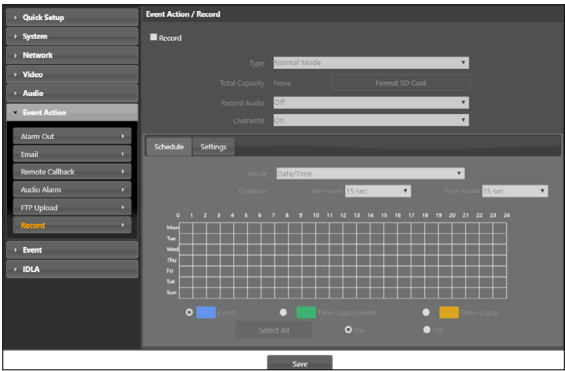 Quick Setup
System
Network
Video
Audio
Event Action
Alarm Out
Email
Remote Callback
Audio Alarm
FTP Upload
Record
Event
IDLA
Event Action / Record
Record
Type Normal Mode
Total Capacity None Format SD Card
Record Audio Off
Overwrite On
Schedule Settings
Mode Date/Time
Duration Pre-Event 15 sec. Post-Event 15 sec.
0 1 2 3 4 5 6 7 8 9 10 11 12 13 14 15 16 17 18 19 20 21 22 23 24
Mon
Tue
Wed
Thu
Fri
Sat
Sun
Event Time-Lapse/Event Time-Lapse
Select All On Off
Save